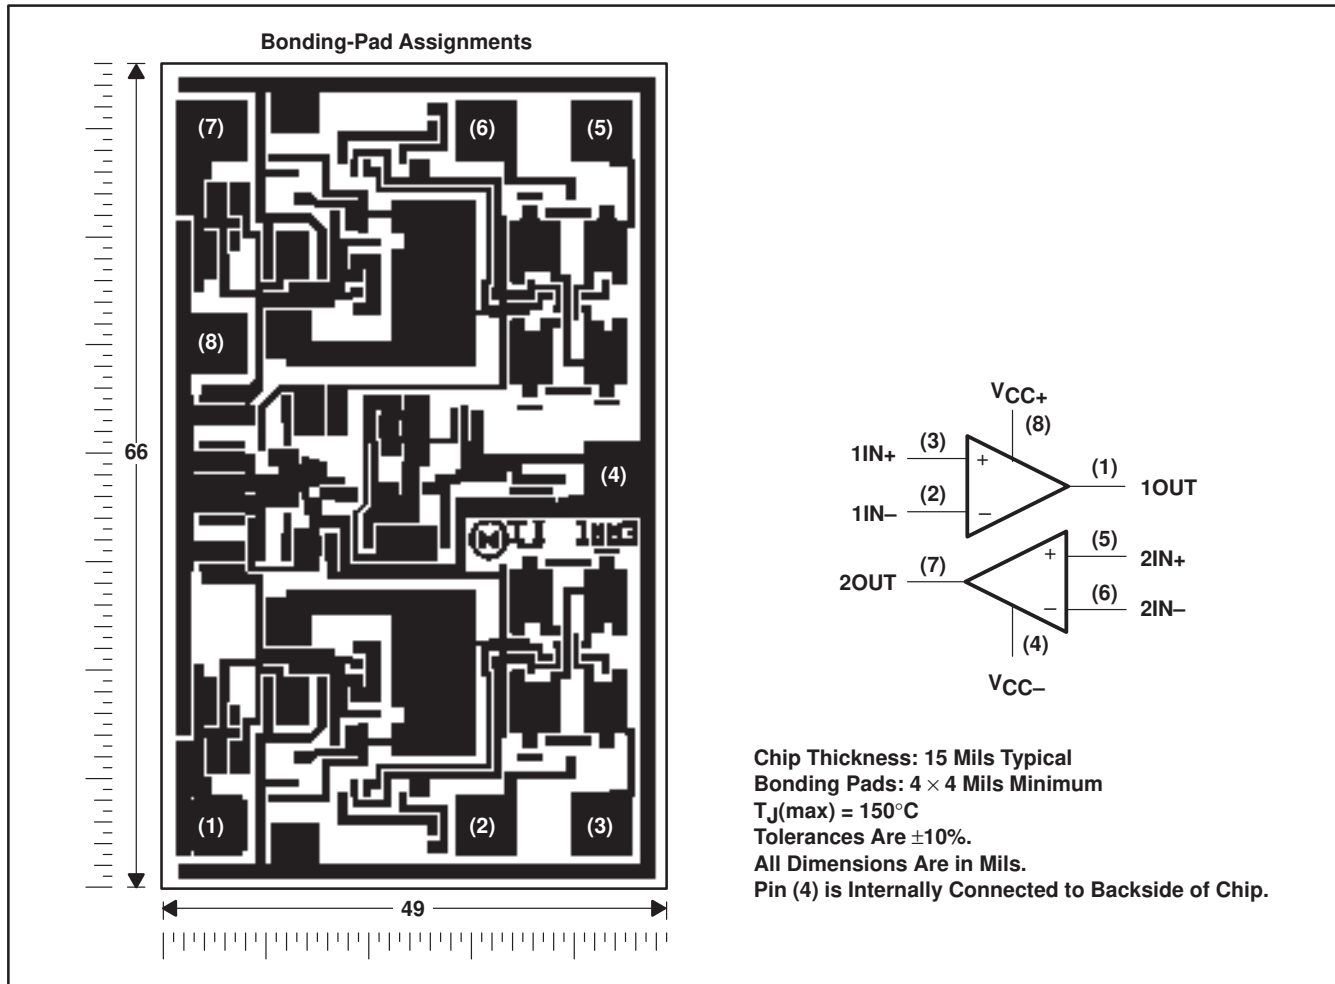 Bonding-Pad Assignments
(7)
(6)
(5)
(8)
(4)
(1)
(2)
(3)
66
49
VCC+
(8)
1IN+
(3)
+
(1)
1OUT
1IN–
(2)
–
2OUT
(7)
+
(5)
2IN+
–
(6)
2IN–
(4)
VCC–
Chip Thickness: 15 Mils Typical
Bonding Pads: 4 × 4 Mils Minimum
TJ(max) = 150°C
Tolerances Are ±10%.
All Dimensions Are in Mils.
Pin (4) is Internally Connected to Backside of Chip.